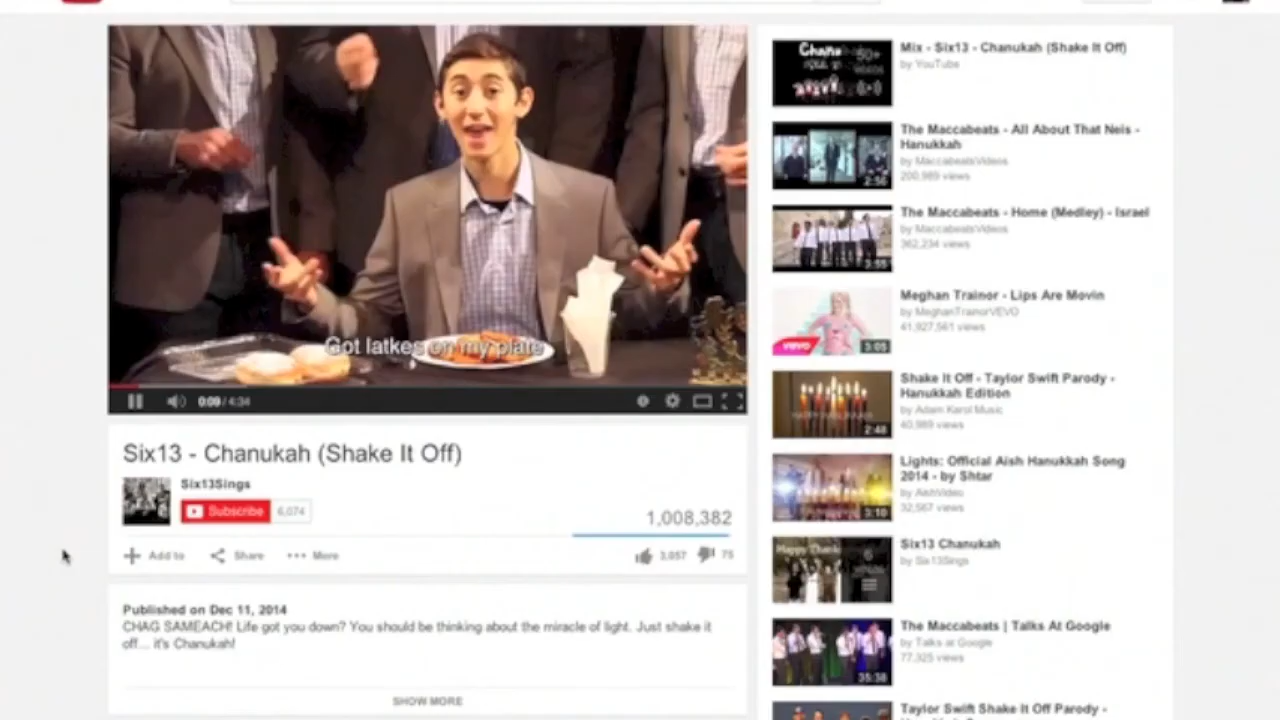 Got latkes on my plate
0:09 / 4:34
Six13 - Chanukah (Shake It Off)
Six13Sings
Subscribe 6,074
1,008,382
Add to Share More 3,057 75
Published on Dec 11, 2014
CHAG SAMEACH! Life got you down? You should be thinking about the miracle of light. Just shake it
off... it's Chanukah!
SHOW MORE
50+
Mix - Six13 - Chanukah (Shake It Off)
by YouTube
The Maccabeats - All About That Neis -
Hanukkah
by MaccabeatsVideos
200,989 views
2:56
The Maccabeats - Home (Medley) - Israel
by MaccabeatsVideos
362,234 views
3:55
Meghan Trainor - Lips Are Movin
by MeghanTrainorVEVO
41,927,561 views
vevo
3:05
Shake It Off - Taylor Swift Parody -
Hanukkah Edition
by Adam Karol Music
40,989 views
2:48
Lights: Official Aish Hanukkah Song
2014 - by Shtar
by AishVideo
32,567 views
3:10
Six13 Chanukah
by Six13Sings
Happy Thank
The Maccabeats | Talks At Google
by Talks at Google
77,325 views
35:38
Taylor Swift Shake It Off Parody -